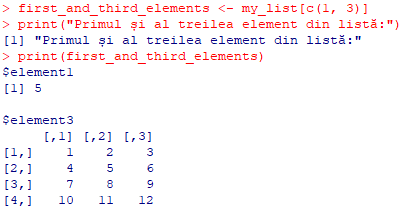 > first_and_third_elements <- my_list[c(1, 3)]
> print("Primul și al treilea element din listă:")
[1] "Primul și al treilea element din listă:"
> print(first_and_third_elements)
$element1
[1] 5
$element3
     [,1] [,2] [,3]
[1,]    1    2    3
[2,]    4    5    6
[3,]    7    8    9
[4,]   10   11   12